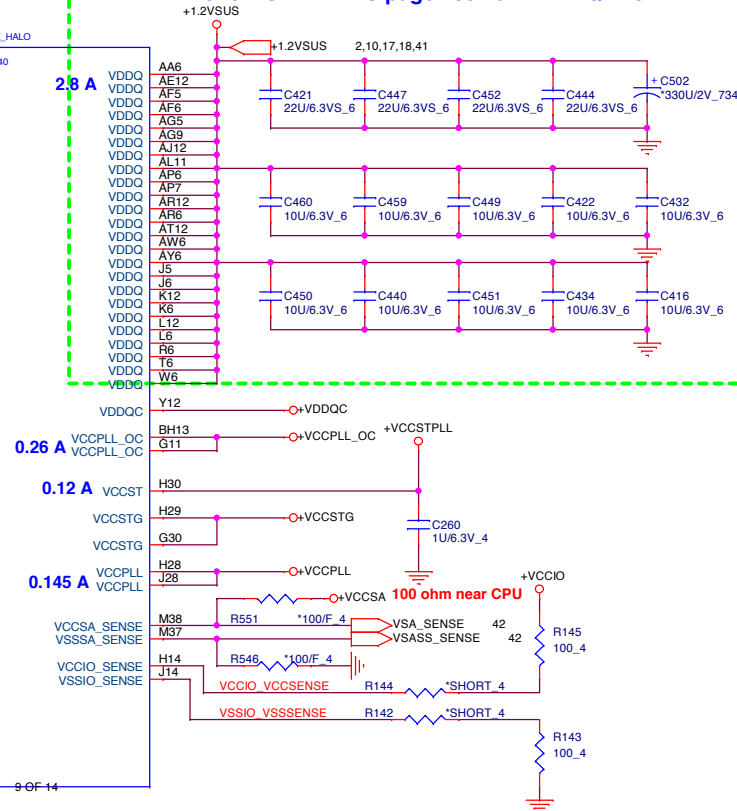 +1.2VSUS
_HALO
40
+1.2VSUS 2,10,17,18,41
2.8 A
VDDQ AA6
VDDQ AE12
VDDQ AF5
VDDQ AF6
VDDQ AG5
VDDQ AG9
VDDQ AJ12
VDDQ AL11
VDDQ AP6
VDDQ AP7
VDDQ AR12
VDDQ AR6
VDDQ AT12
VDDQ AW6
VDDQ AY6
VDDQ J5
VDDQ J6
VDDQ K12
VDDQ K6
VDDQ L12
VDDQ L6
VDDQ R6
VDDQ T6
VDDQ W6
C421
22U/6.3VS_6
C447
22U/6.3VS_6
C452
22U/6.3VS_6
C444
22U/6.3VS_6
+ C502
*330U/2V_734
C460
10U/6.3V_6
C459
10U/6.3V_6
C449
10U/6.3V_6
C422
10U/6.3V_6
C432
10U/6.3V_6
C450
10U/6.3V_6
C440
10U/6.3V_6
C451
10U/6.3V_6
C434
10U/6.3V_6
C416
10U/6.3V_6
VDDQC Y12 +VDDQC
0.26 A
VCCPLL_OC BH13 +VCCPLL_OC
VCCPLL_OC G11
+VCCSTPLL
0.12 A VCCST H30
VCCSTG H29 +VCCSTG
VCCSTG G30
C260
1U/6.3V_4
0.145 A
VCCPLL H28 +VCCPLL
VCCPLL J28
+VCCIO
+VCCSA 100 ohm near CPU
VCCSA_SENSE M38 R551 *100/F_4 VSA_SENSE 42
VSSSA_SENSE M37 VSASS_SENSE 42
R546 *100/F_4
R145
100_4
VCCIO_SENSE H14
VSSIO_SENSE J14
VCCIO_VCCSENSE R144 *SHORT_4
VSSIO_VSSSENSE R142 *SHORT_4
R143
100_4
9 OF 14